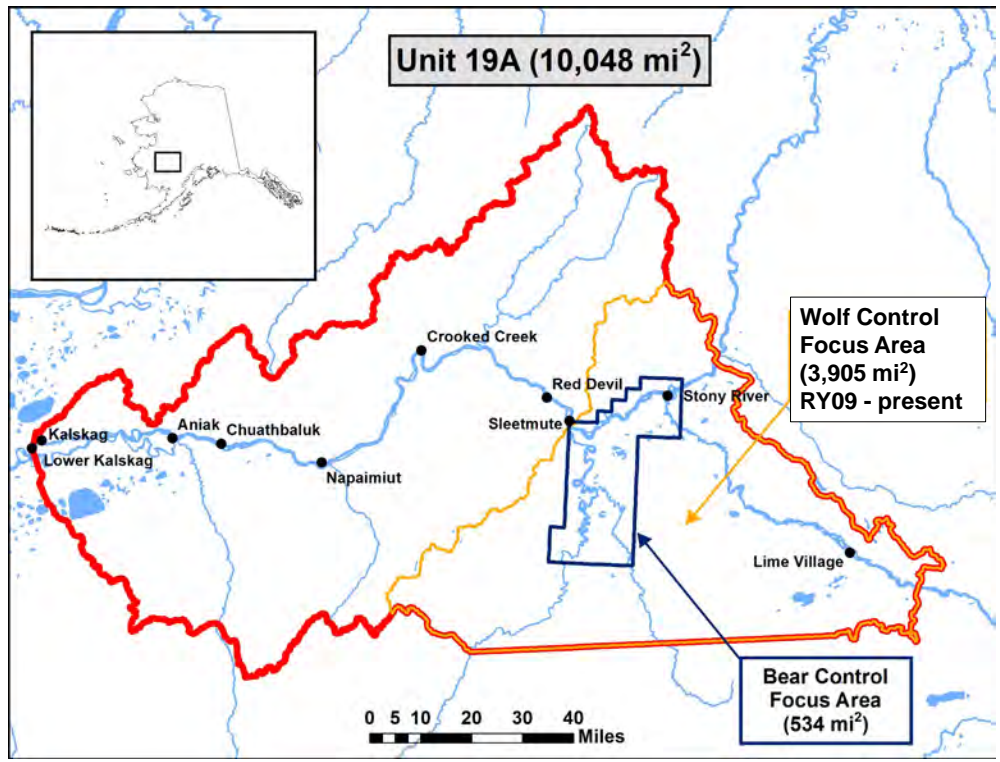 Unit 19A (10,048 mi²)
Wolf Control
Focus Area
(3,905 mi²)
RY09 - present
Crooked Creek
Red Devil
Stony River
Sleetmute
Kalskag
Aniak
Chuathbaluk
Lower Kalskag
Napaimiut
Lime Village
Bear Control
Focus Area
(534 mi²)
0 5 10 20 30 40
Miles